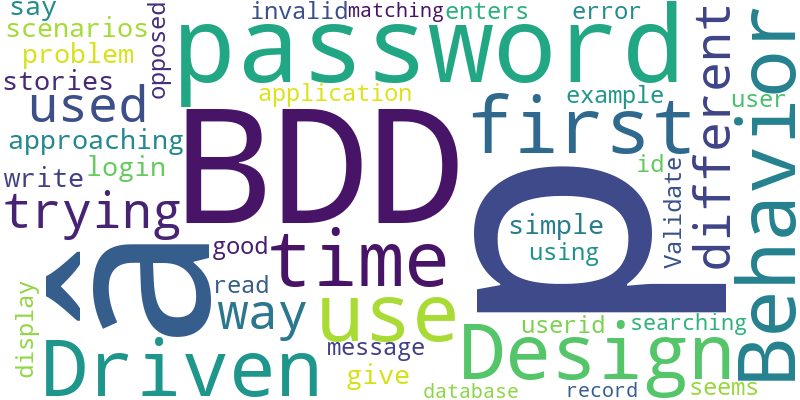 say
invalid
matching
enters
error
scenarios
opposed
password
different
Behavior
problem
stories
application
example
user
used
BDD
first
approaching
login
id
write
Validate
trying
p
simple
good
time
using
â
read
way
use
display
userid
searching
Driven
message
Design
give
database
record
seems